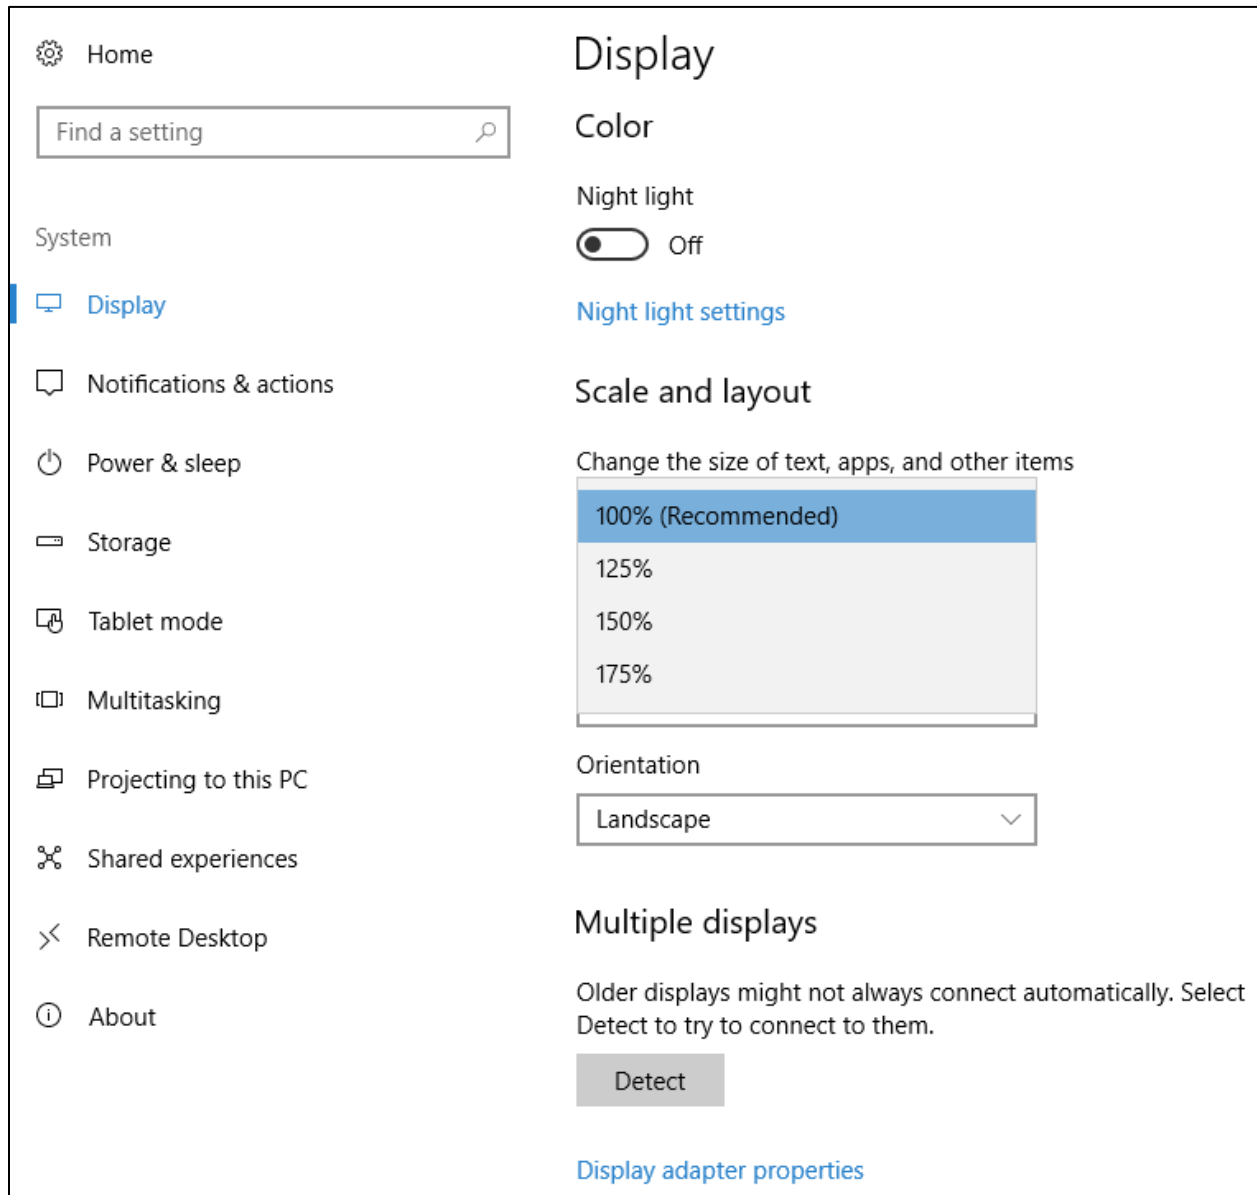 Home
Find a setting
System
Display
Notifications & actions
Power & sleep
Storage
Tablet mode
Multitasking
Projecting to this PC
Shared experiences
Remote Desktop
About
Display
Color
Night light
Off
Night light settings
Scale and layout
Change the size of text, apps, and other items
100% (Recommended)
125%
150%
175%
Orientation
Landscape
Multiple displays
Older displays might not always connect automatically. Select
Detect to try to connect to them.
Detect
Display adapter properties